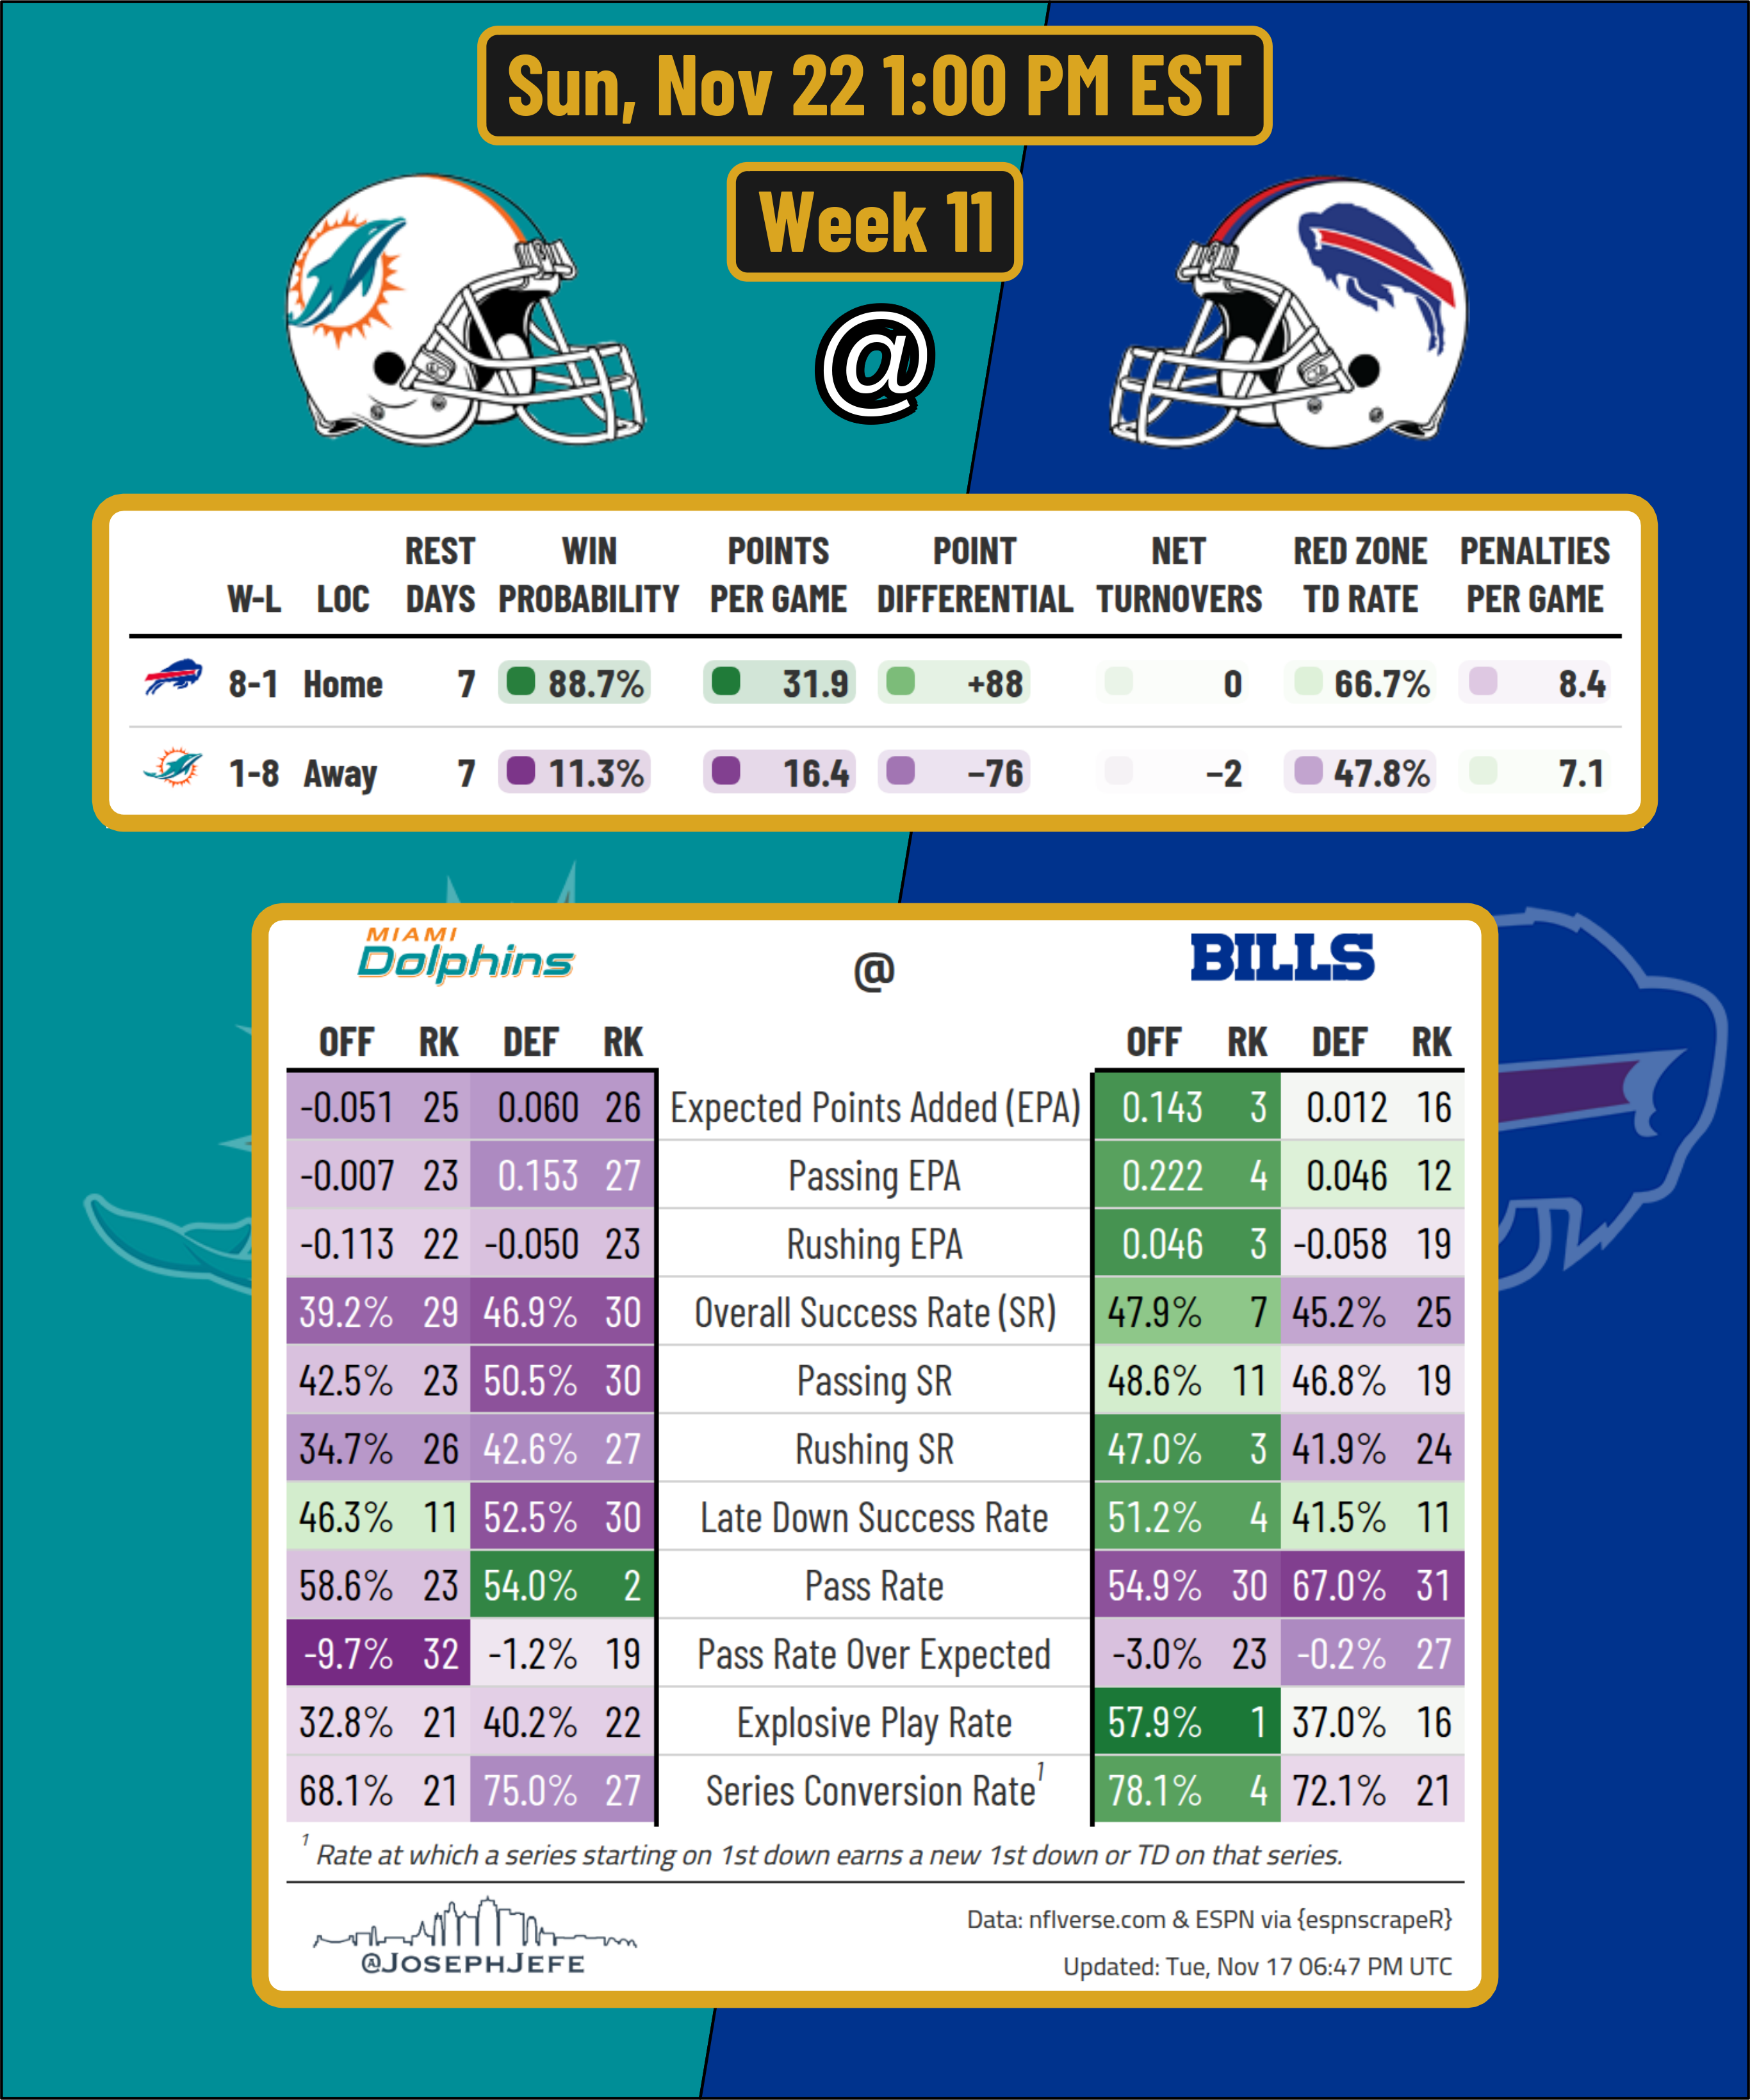 Sun, Nov 22 1:00 PM EST
Week 11
@
REST WIN POINTS POINT NET RED ZONE PENALTIES
W-L LOC DAYS PROBABILITY PER GAME DIFFERENTIAL TURNOVERS TD RATE PER GAME
8-1 Home 7 88.7% 31.9 +88 0 66.7% 8.4
1-8 Away 7 11.3% 16.4 −76 −2 47.8% 7.1
MIAMI
Dolphins @ BILLS
OFF RK DEF RK OFF RK DEF RK
-0.051 25 0.060 26 Expected Points Added (EPA) 0.143 3 0.012 16
-0.007 23 0.153 27 Passing EPA 0.222 4 0.046 12
-0.113 22 -0.050 23 Rushing EPA 0.046 3 -0.058 19
39.2% 29 46.9% 30 Overall Success Rate (SR) 47.9% 7 45.2% 25
42.5% 23 50.5% 30 Passing SR 48.6% 11 46.8% 19
34.7% 26 42.6% 27 Rushing SR 47.0% 3 41.9% 24
46.3% 11 52.5% 30 Late Down Success Rate 51.2% 4 41.5% 11
58.6% 23 54.0% 2 Pass Rate 54.9% 30 67.0% 31
-9.7% 32 -1.2% 19 Pass Rate Over Expected -3.0% 23 -0.2% 27
32.8% 21 40.2% 22 Explosive Play Rate 57.9% 1 37.0% 16
68.1% 21 75.0% 27 Series Conversion Rate¹ 78.1% 4 72.1% 21
¹ Rate at which a series starting on 1st down earns a new 1st down or TD on that series.
Data: nflverse.com & ESPN via {espnscrapeR}
@JOSEPHJEFE
Updated: Tue, Nov 17 06:47 PM UTC